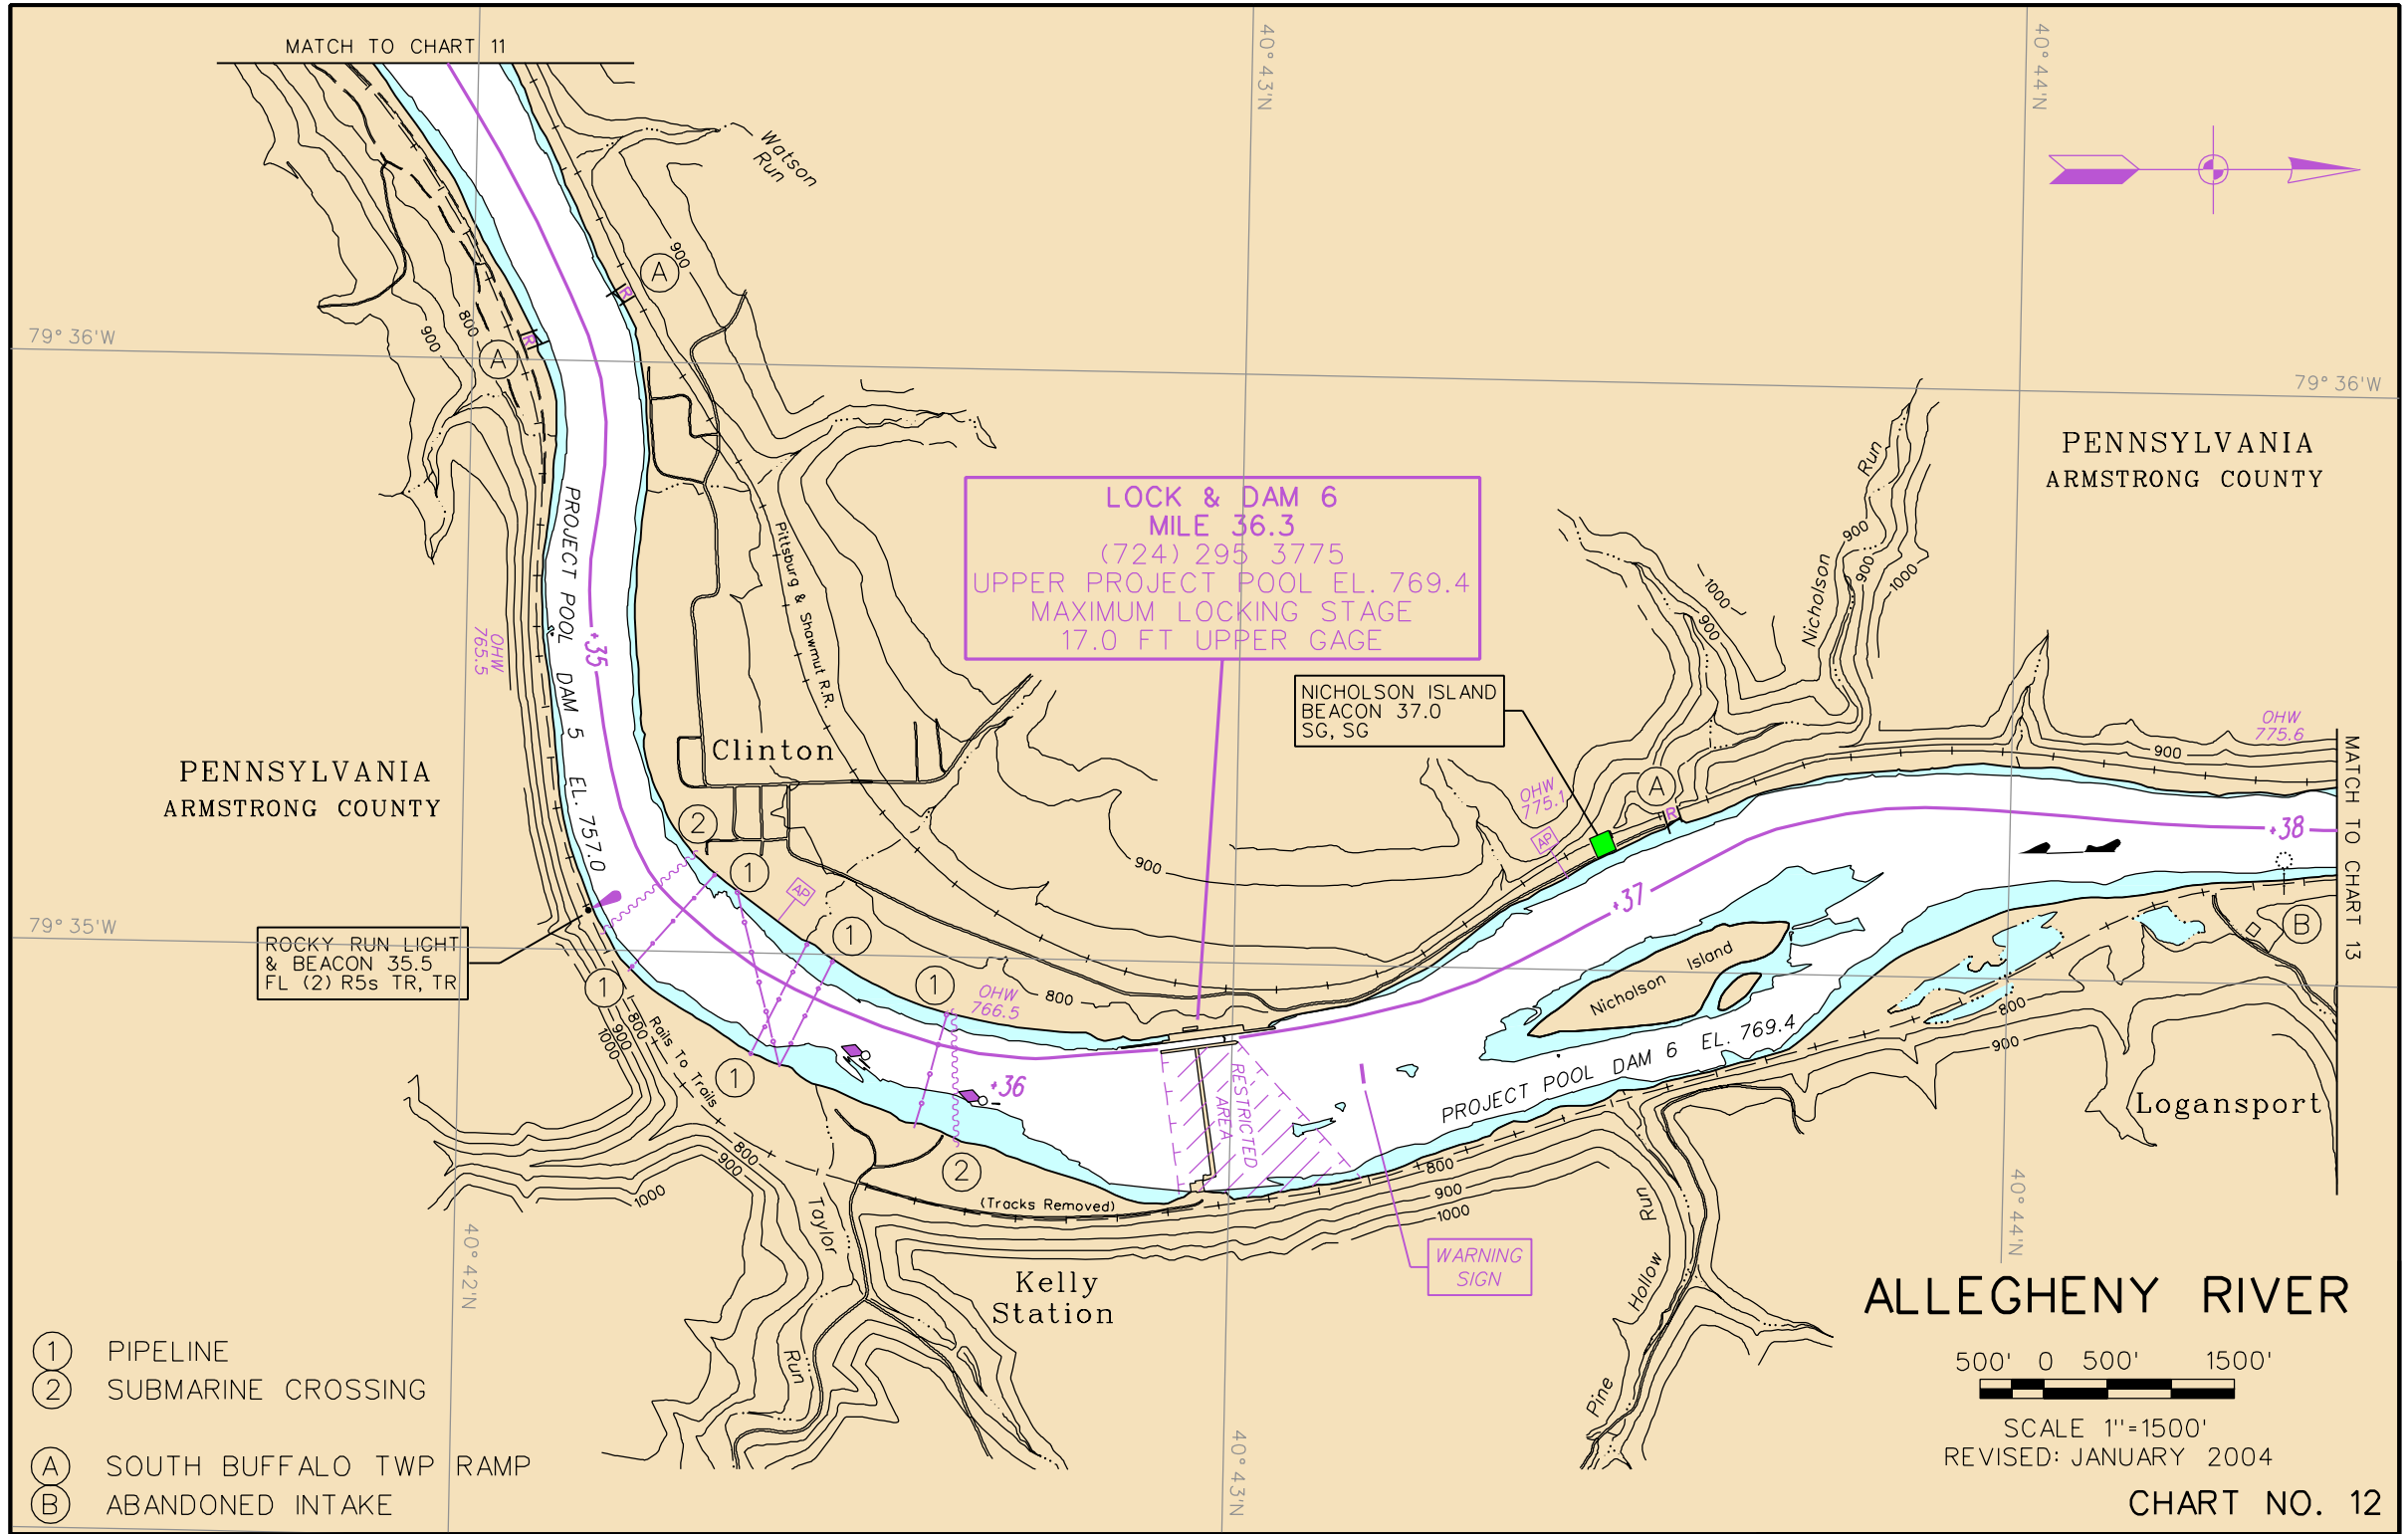 MATCH TO CHART 11
40° 43'N
40° 44'N
Watson
Run
A
900
R
79° 36'W
900
800
R
A
79° 36'W
PENNSYLVANIA
ARMSTRONG COUNTY
Nicholson Run
900
900
1000
1000
900
LOCK & DAM 6
MILE 36.3
(724) 295 3775
UPPER PROJECT POOL EL. 769.4
MAXIMUM LOCKING STAGE
17.0 FT UPPER GAGE
PROJECT POOL DAM 5 EL. 757.0
Pittsburg & Shawmut R.R.
OHW
765.5
+35
NICHOLSON ISLAND
BEACON 37.0
SG, SG
OHW
775.6
900
MATCH TO CHART 13
Clinton
PENNSYLVANIA
ARMSTRONG COUNTY
OHW
775.1
A
R
AP
2
900
+38
1
AP
+37
79° 35'W
ROCKY RUN LIGHT
& BEACON 35.5
FL (2) R5s TR, TR
1
1
1
OHW
766.5
800
Nicholson Island
B
800
900
1000
900
800
Rails To Trails
1
+36
RESTRICTED
AREA
PROJECT POOL DAM 6 EL. 769.4
800
900
Logansport
2
800
900
1000
(Tracks Removed)
800
900
1000
Taylor Run
Kelly
Station
WARNING
SIGN
Pine Hollow Run
40° 42'N
40° 43'N
40° 44'N
ALLEGHENY RIVER
500' 0 500' 1500'
SCALE 1"=1500'
REVISED: JANUARY 2004
CHART NO. 12
1 PIPELINE
2 SUBMARINE CROSSING
A SOUTH BUFFALO TWP RAMP
B ABANDONED INTAKE